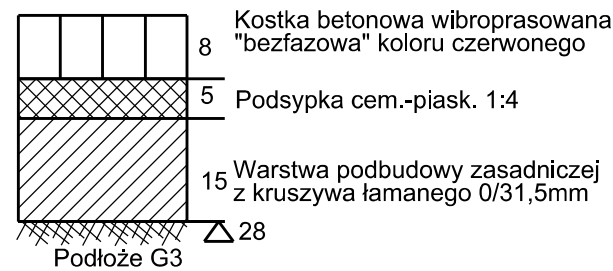 8 Kostka betonowa wibroprasowana
"bezfazowa" koloru czerwonego
5 Podsypka cem.-piask. 1:4
15 Warstwa podbudowy zasadniczej
z kruszywa łamanego 0/31,5mm
28
Podłoże G3